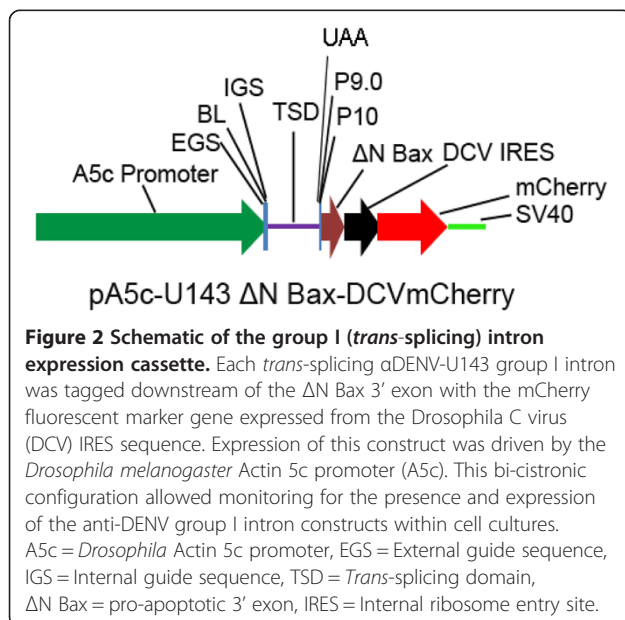 UAA
IGS
P9.0
BL
TSD
P10
EGS
ΔN Bax
DCV IRES
A5c Promoter
mCherry
SV40
pA5c-U143 ΔN Bax-DCVmCherry
Figure 2 Schematic of the group I (trans-splicing) intron
expression cassette. Each trans-splicing αDENV-U143 group I intron
was tagged downstream of the ΔN Bax 3’ exon with the mCherry
fluorescent marker gene expressed from the Drosophila C virus
(DCV) IRES sequence. Expression of this construct was driven by the
Drosophila melanogaster Actin 5c promoter (A5c). This bi-cistronic
configuration allowed monitoring for the presence and expression
of the anti-DENV group I intron constructs within cell cultures.
A5c = Drosophila Actin 5c promoter, EGS = External guide sequence,
IGS = Internal guide sequence, TSD = Trans-splicing domain,
ΔN Bax = pro-apoptotic 3’ exon, IRES = Internal ribosome entry site.